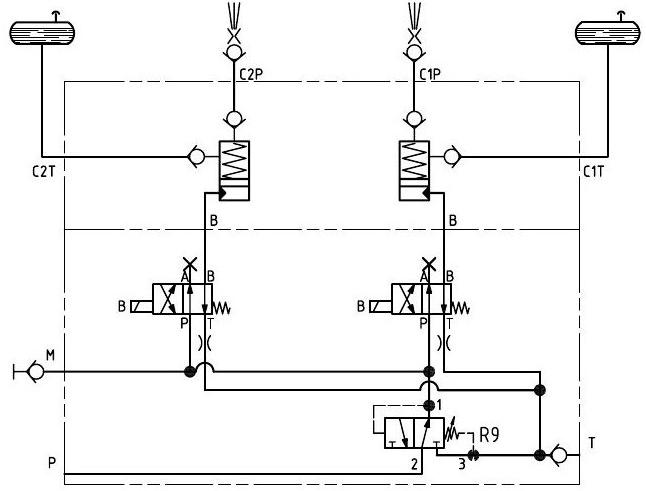 C2P C1P
C2T C1T
B B
A B A B
B B
P T P T
M
1
R9
T
P 2 3